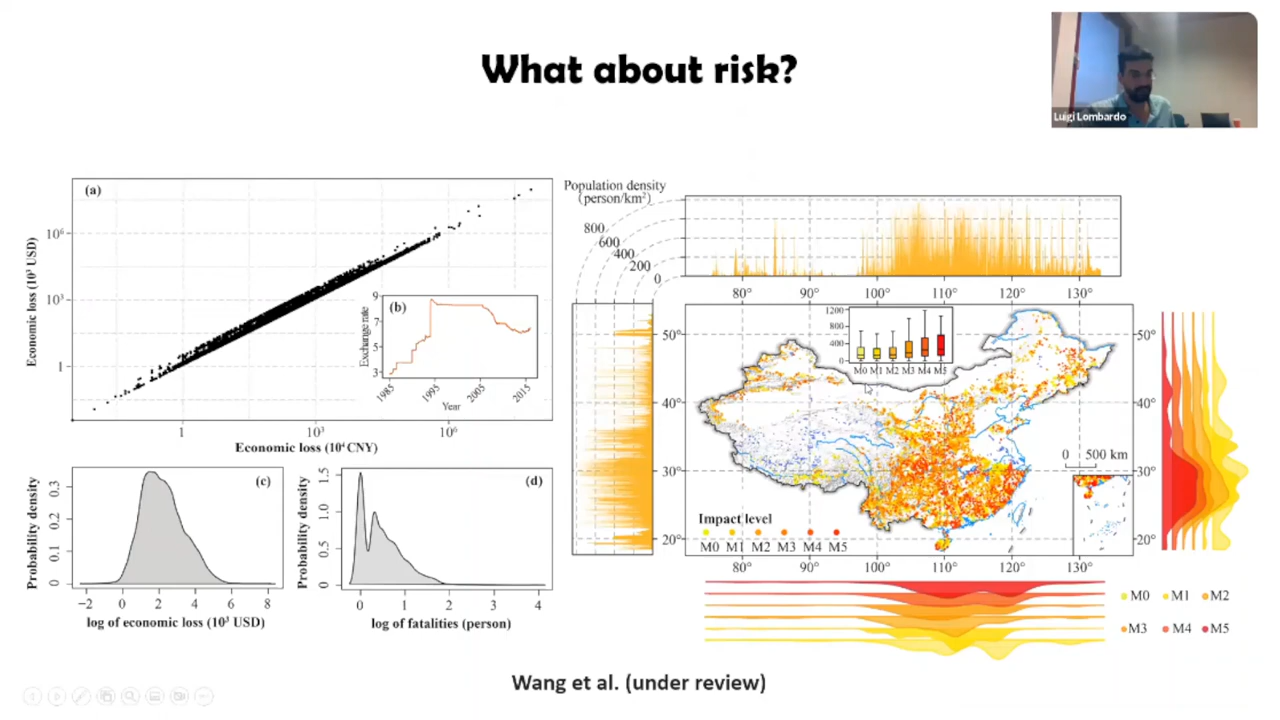 What about risk?
Luigi Lombardo
(a)
Economic loss (10³ USD)
10⁶
10³
1
1
10³
10⁶
Economic loss (10⁴ CNY)
(b)
Exchange rate
9
7
5
3
1985
1995
2005
2015
Year
(c)
Probability density
0.3
0.2
0.1
0
−2
0
2
4
6
8
log of economic loss (10³ USD)
(d)
Probability density
1.5
1.0
0.5
0
0
1
2
3
4
log of fatalities (person)
Population density
(person/km²)
800
600
400
200
0
80°
90°
100°
110°
120°
130°
50°
40°
30°
20°
1200
800
400
0
M0 M1 M2 M3 M4 M5
50°
40°
30°
20°
0 500 km
Impact level
M0 M1 M2 M3 M4 M5
80°
90°
100°
110°
120°
130°
M0 M1 M2
M3 M4 M5
Wang et al. (under review)